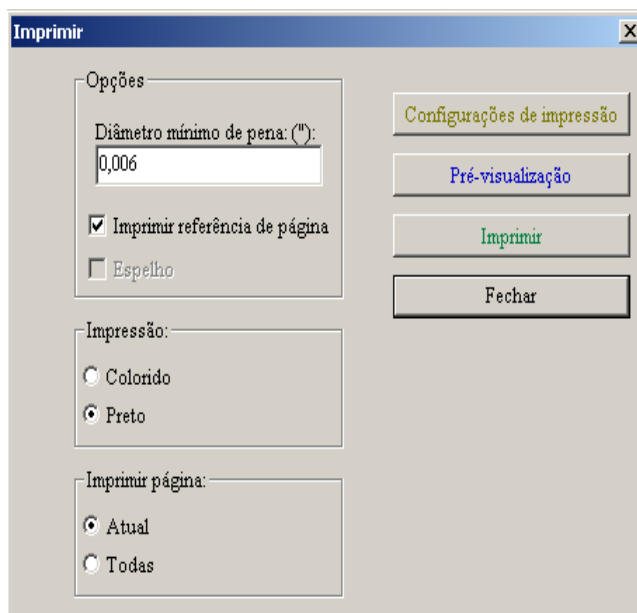 Imprimir
Opções
Diâmetro mínimo de pena: ("):
0,006
Imprimir referência de página
Espelho
Impressão:
Colorido
Preto
Imprimir página:
Atual
Todas
Configurações de impressão
Pré-visualização
Imprimir
Fechar